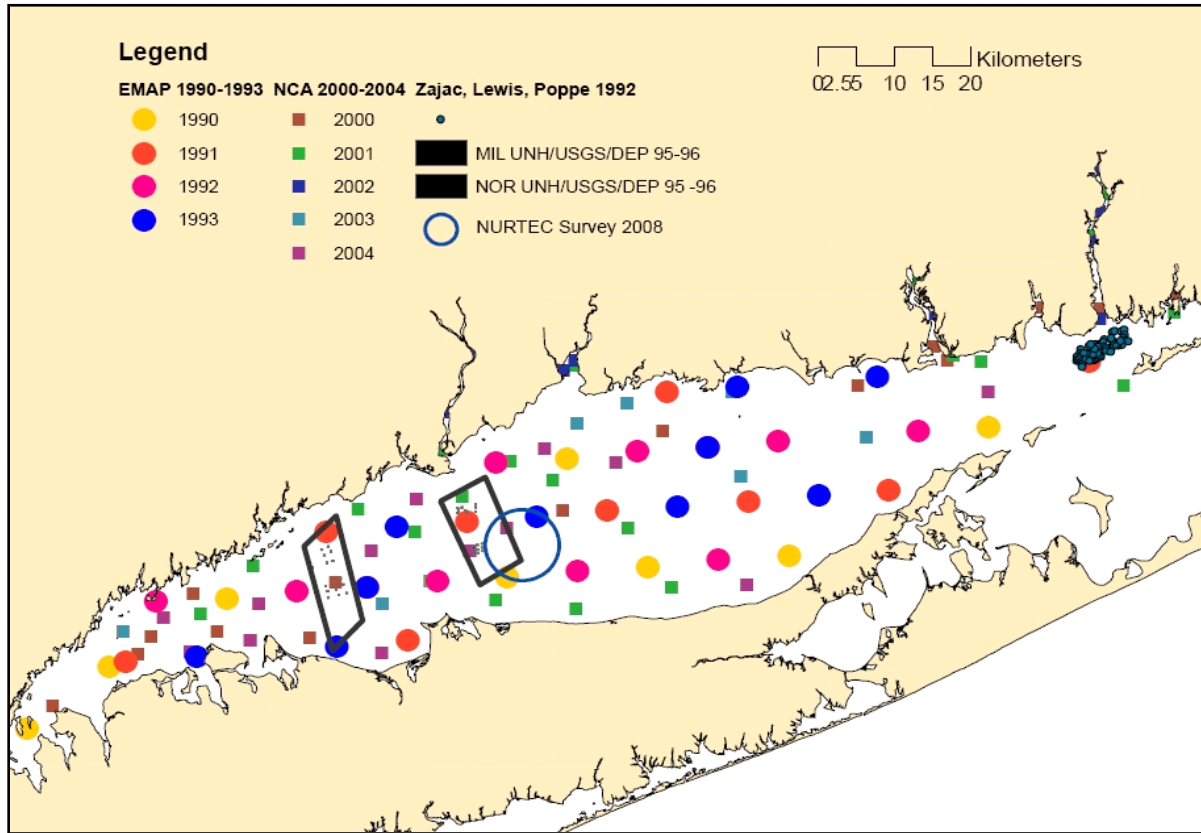 Legend
EMAP 1990-1993 NCA 2000-2004 Zajac, Lewis, Poppe 1992
1990 2000
1991 2001 MIL UNH/USGS/DEP 95-96
1992 2002 NOR UNH/USGS/DEP 95 -96
1993 2003 NURTEC Survey 2008
2004
Kilometers
02.55 10 15 20